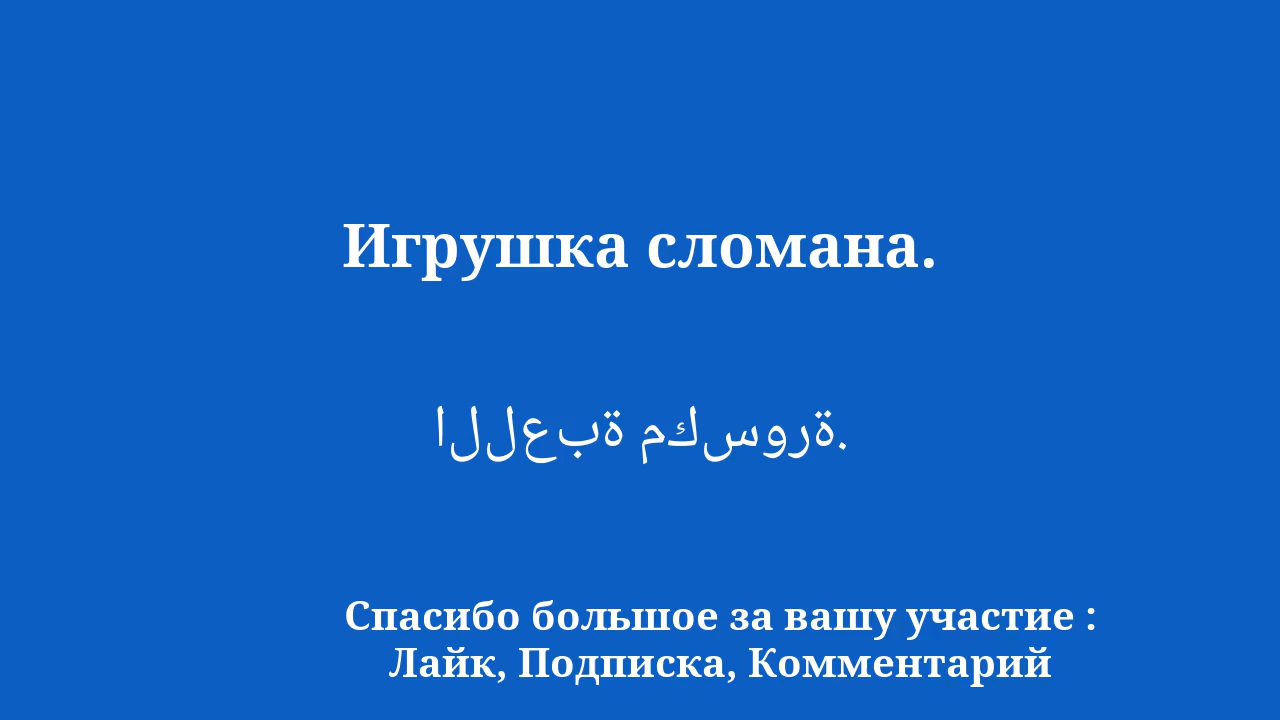 Игрушка сломана.
اللعبة مكسورة.
Спасибо большое за вашу участие :
Лайк, Подписка, Комментарий